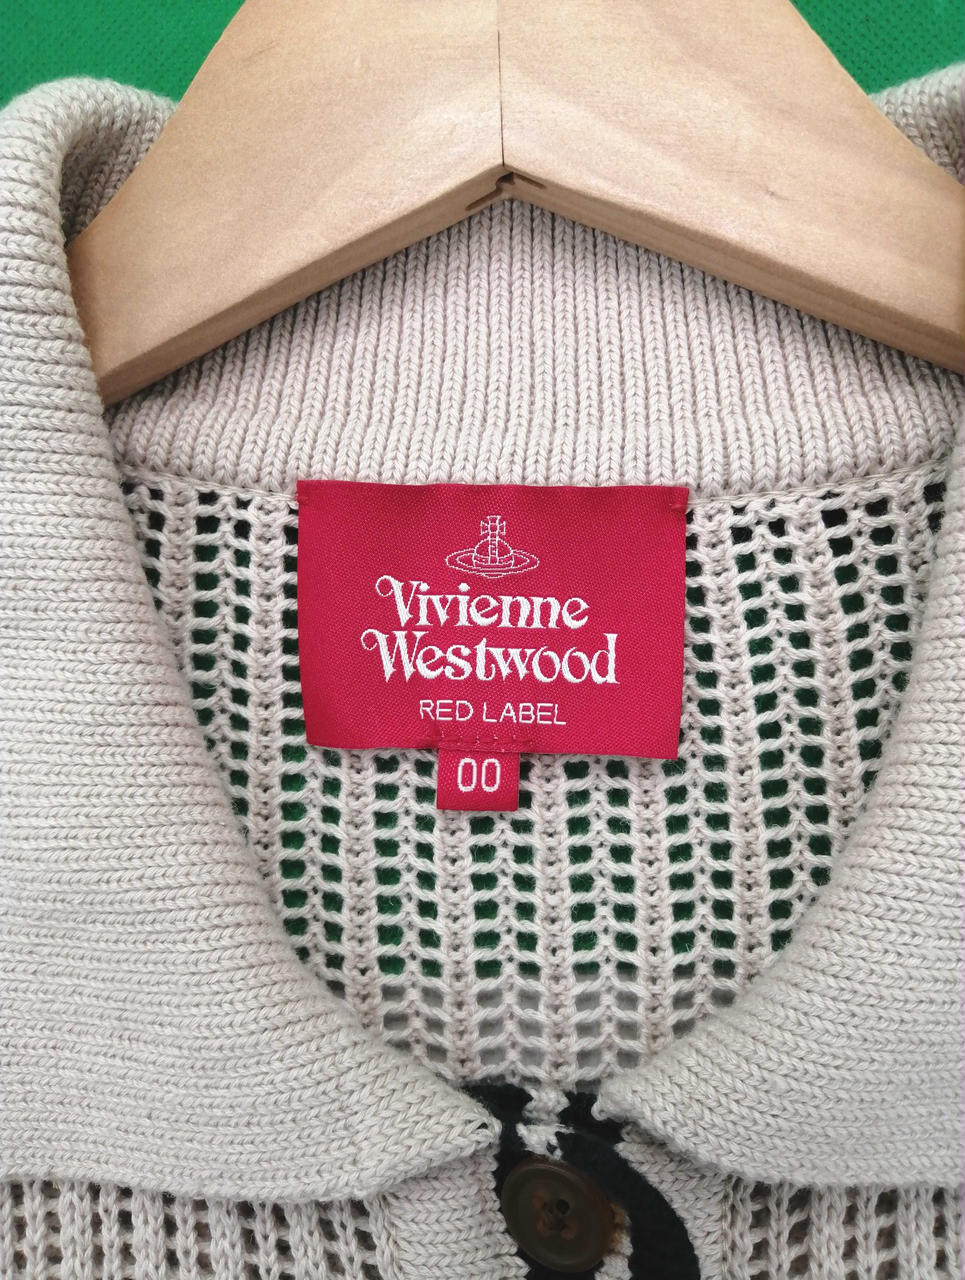 Vivienne
Westwood
RED LABEL
00